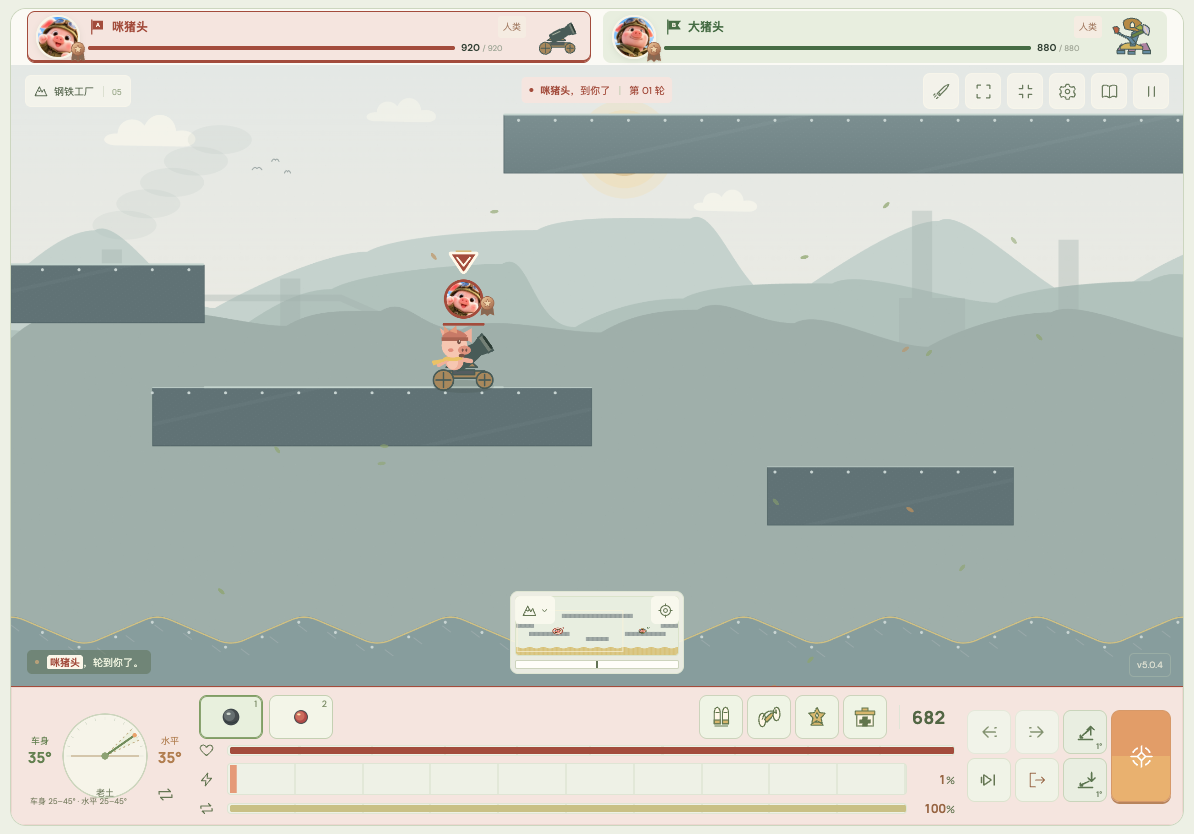 咪猪头
人类
920 / 920
大猪头
人类
880 / 880
钢铁工厂 05
咪猪头，到你了 第 01 轮
咪猪头，轮到你了。
v5.0.4
1
2
682
车身
35°
水平
35°
老土
车身 25–45° · 水平 25–45°
1%
100%
1°
1°